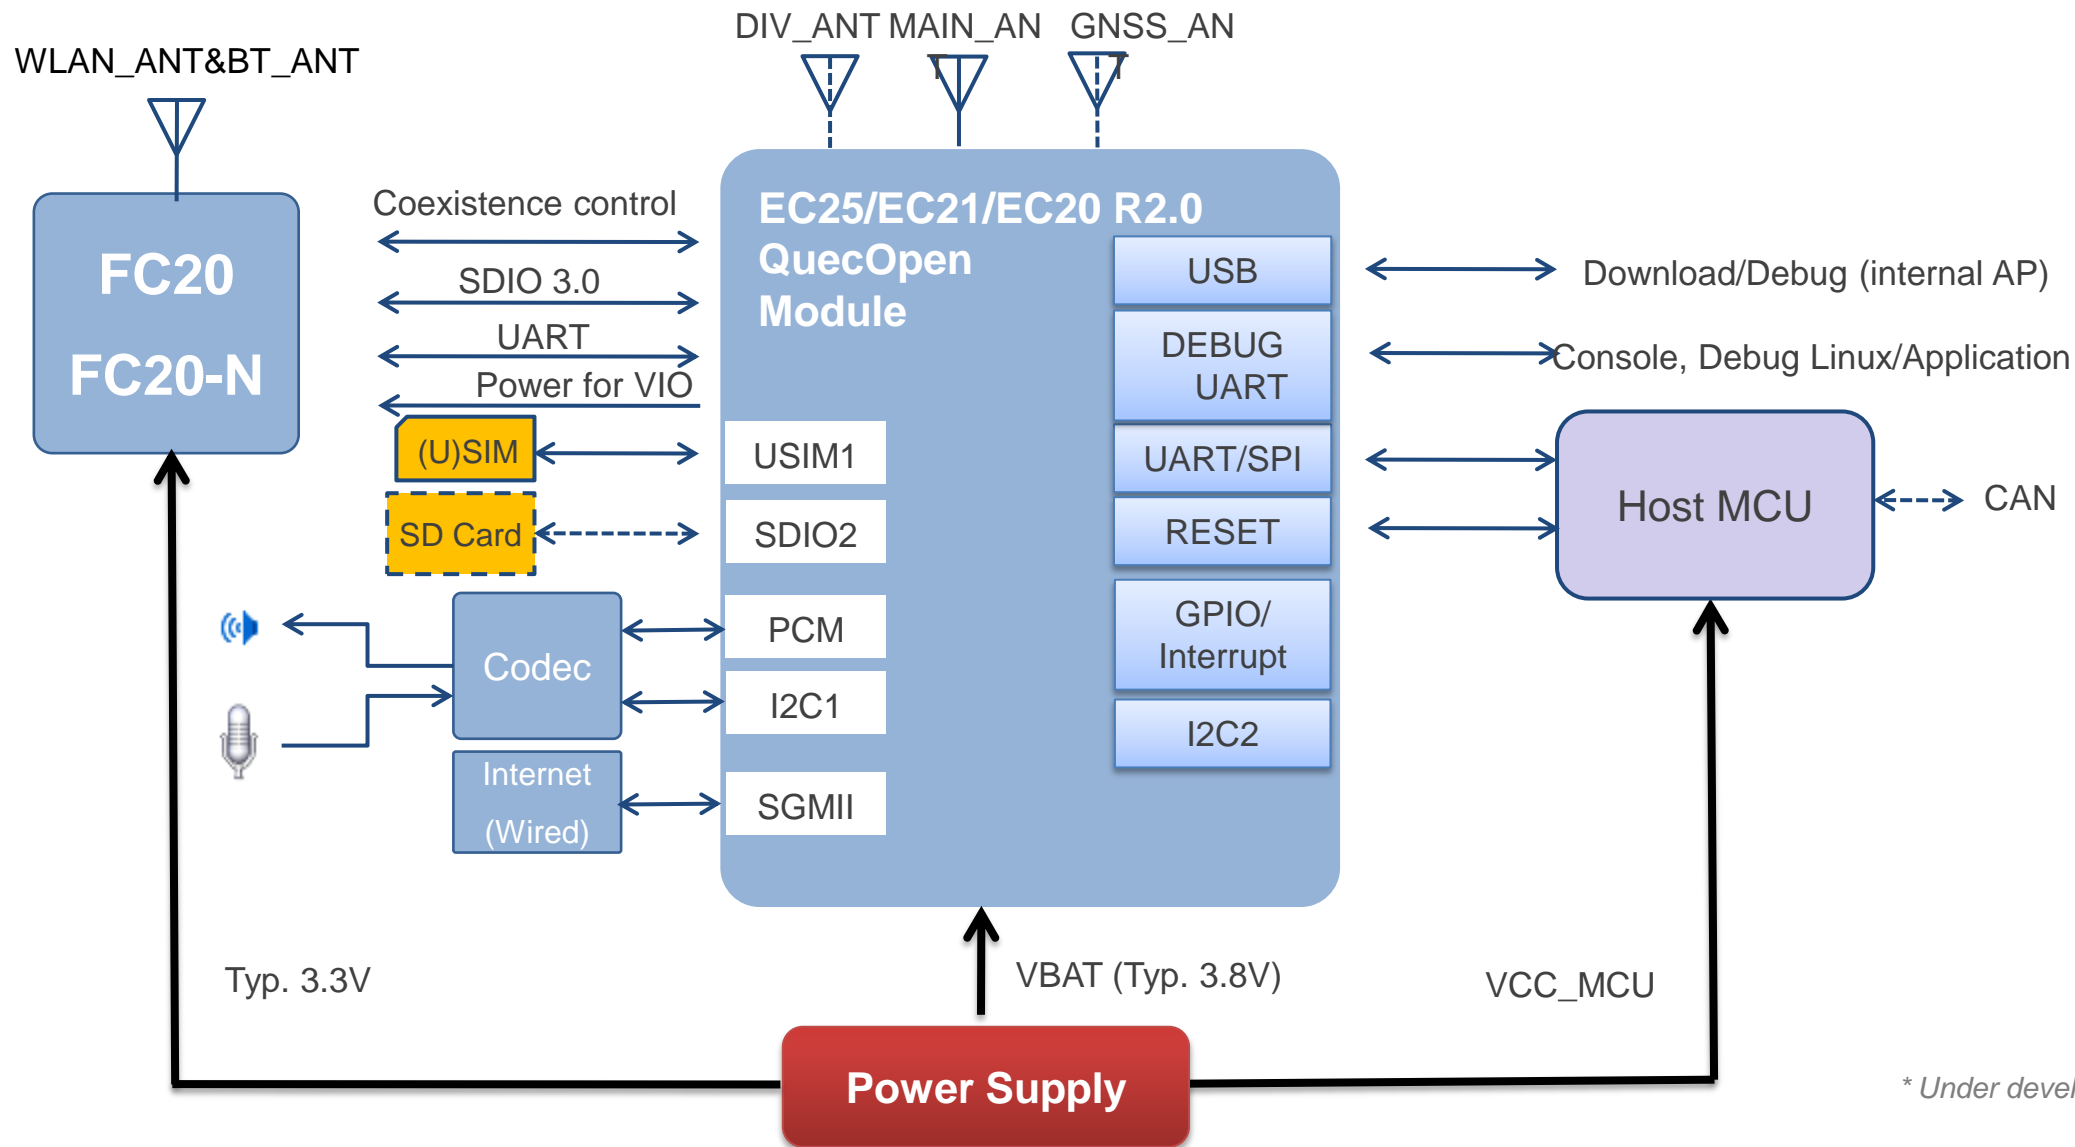 DIV_ANT MAIN_AN
T
GNSS_AN
T
WLAN_ANT&BT_ANT
FC20
FC20-N
Coexistence control
SDIO 3.0
UART
Power for VIO
(U)SIM
SD Card
Codec
Internet
(Wired)
EC25/EC21/EC20 R2.0
QuecOpen
Module
USIM1
SDIO2
PCM
I2C1
SGMII
USB
DEBUG
UART
UART/SPI
RESET
GPIO/
Interrupt
I2C2
Download/Debug (internal AP)
Console, Debug Linux/Application
Host MCU
CAN
Typ. 3.3V
VBAT (Typ. 3.8V)
VCC_MCU
Power Supply
* Under devel